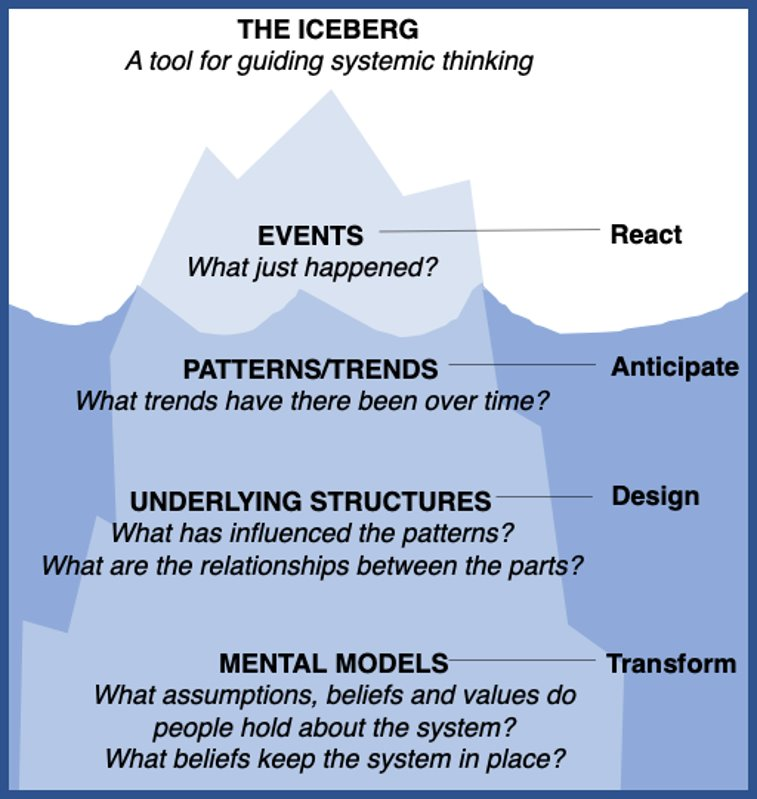 THE ICEBERG
A tool for guiding systemic thinking
EVENTS
React
What just happened?
PATTERNS/TRENDS
Anticipate
What trends have there been over time?
UNDERLYING STRUCTURES
Design
What has influenced the patterns?
What are the relationships between the parts?
MENTAL MODELS
Transform
What assumptions, beliefs and values do
people hold about the system?
What beliefs keep the system in place?